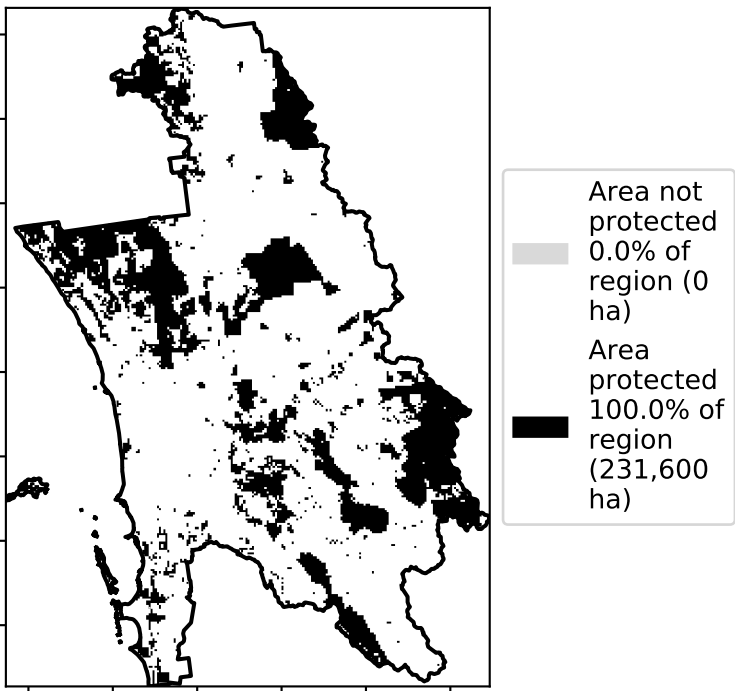 Area not
protected
0.0% of
region (0
ha)
Area
protected
100.0% of
region
(231,600
ha)